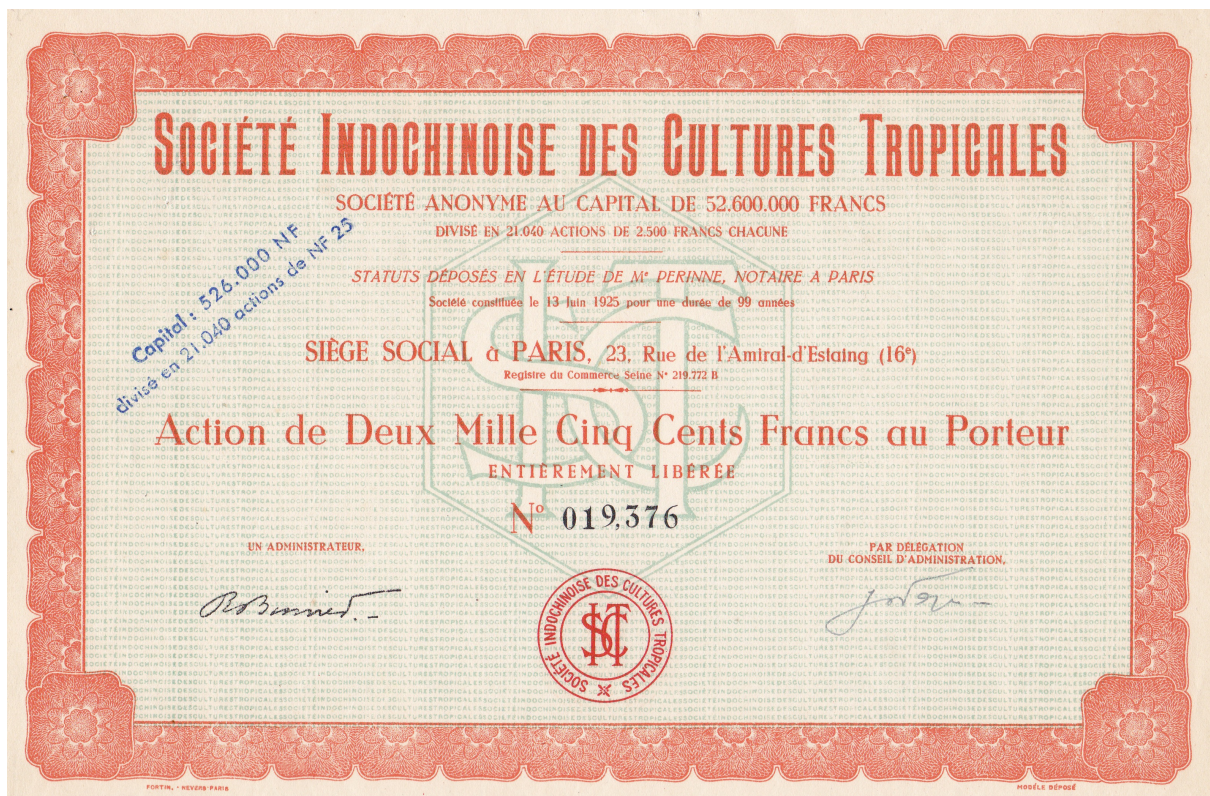 SOCIÉTÉ INDOCHINOISE DES CULTURES TROPICALES
SOCIÉTÉ ANONYME AU CAPITAL DE 52.600.000 FRANCS
DIVISÉ EN 21.040 ACTIONS DE 2.500 FRANCS CHACUNE
Capital : 526.000 NF
divisé en 21.040 actions de NF 25
STATUTS DÉPOSÉS EN L'ÉTUDE DE Me PERINNE, NOTAIRE A PARIS
Société constituée le 13 Juin 1925 pour une durée de 99 années
SIÈGE SOCIAL à PARIS, 23, Rue de l'Amiral-d'Estaing (16e)
Registre du Commerce Seine N° 219.772 B
Action de Deux Mille Cinq Cents Francs au Porteur
ENTIÈREMENT LIBÉRÉE
No 019,376
UN ADMINISTRATEUR,
PAR DÉLÉGATION
DU CONSEIL D'ADMINISTRATION,
SOCIÉTÉ INDOCHINOISE DES CULTURES TROPICALES
SICT
FORTIN. - NEVERS-PARIS
MODÈLE DÉPOSÉ